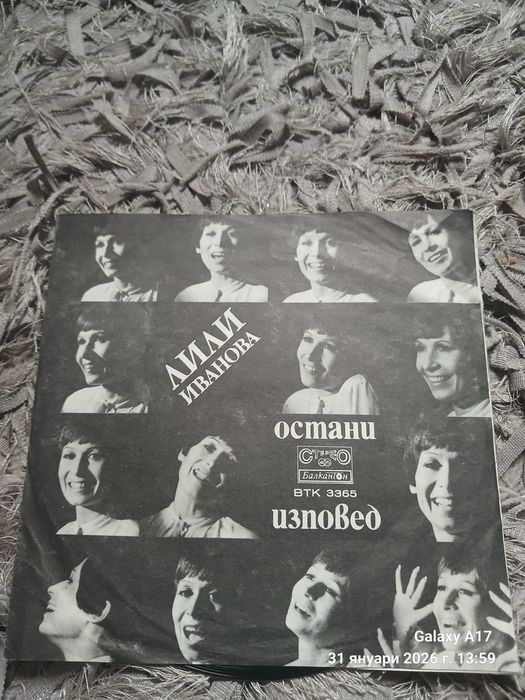 ЛИЛИ
ИВАНОВА
остани
СТЕРЕО
Балкантон
ВТК 3365
изповед
Galaxy A17
31 януари 2026 г. 13:59